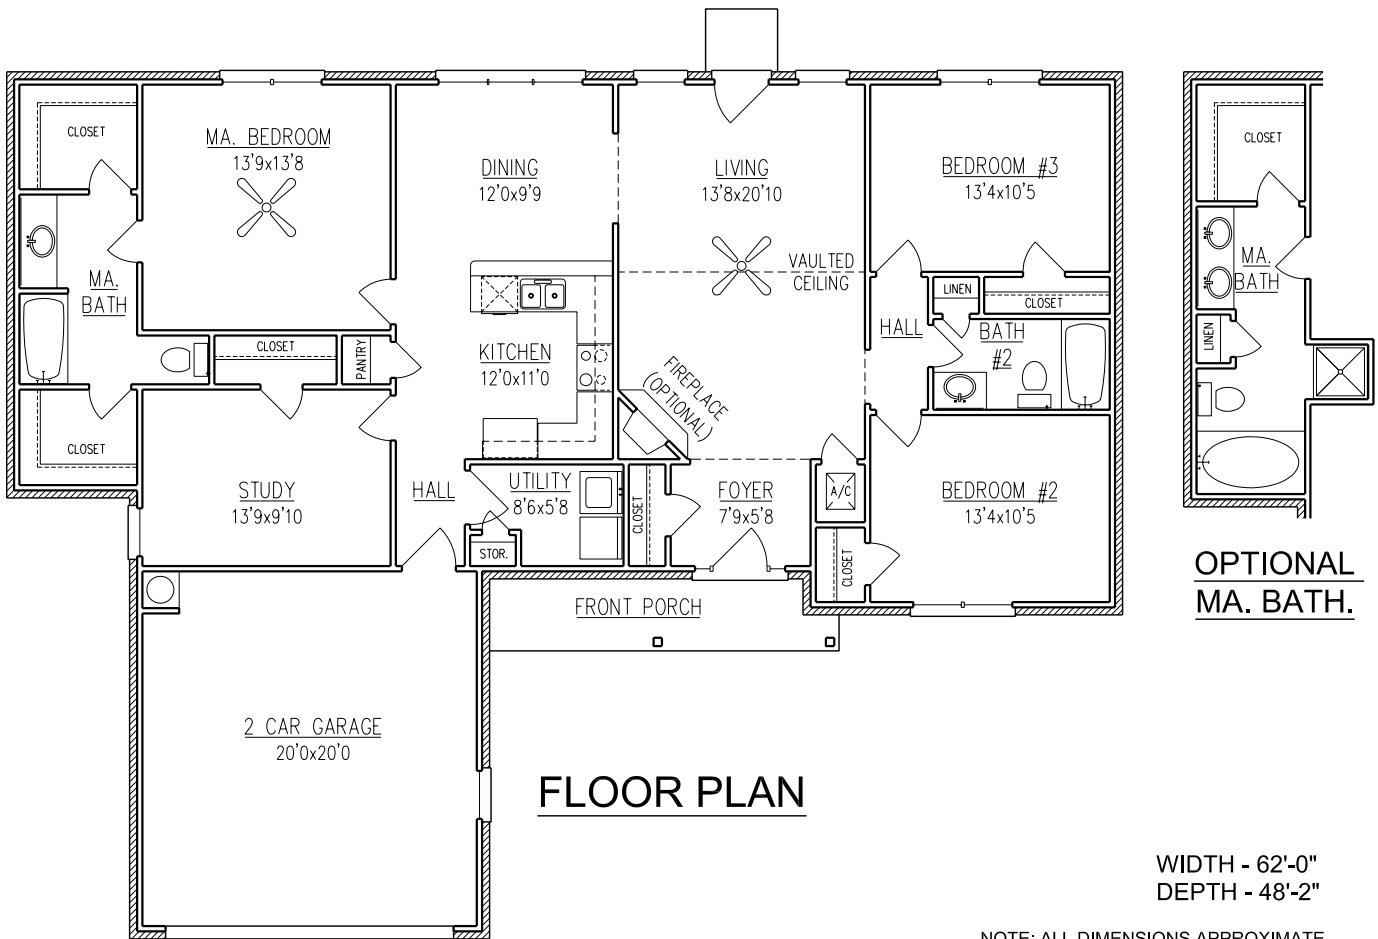 CLOSET
MA. BEDROOM
13'9x13'8
DINING
12'0x9'9
LIVING
13'8x20'10
BEDROOM #3
13'4x10'5
CLOSET
MA.
BATH
VAULTED
CEILING
LINEN
CLOSET
HALL
BATH
#2
MA.
BATH
LINEN
CLOSET
PANTRY
KITCHEN
12'0x11'0
FIREPLACE
(OPTIONAL)
CLOSET
STUDY
13'9x9'10
HALL
UTILITY
8'6x5'8
STOR.
CLOSET
FOYER
7'9x5'8
A/C
CLOSET
BEDROOM #2
13'4x10'5
OPTIONAL
MA. BATH.
FRONT PORCH
2 CAR GARAGE
20'0x20'0
FLOOR PLAN
WIDTH - 62'-0"
DEPTH - 48'-2"
NOTE: ALL DIMENSIONS APPROXIMATE